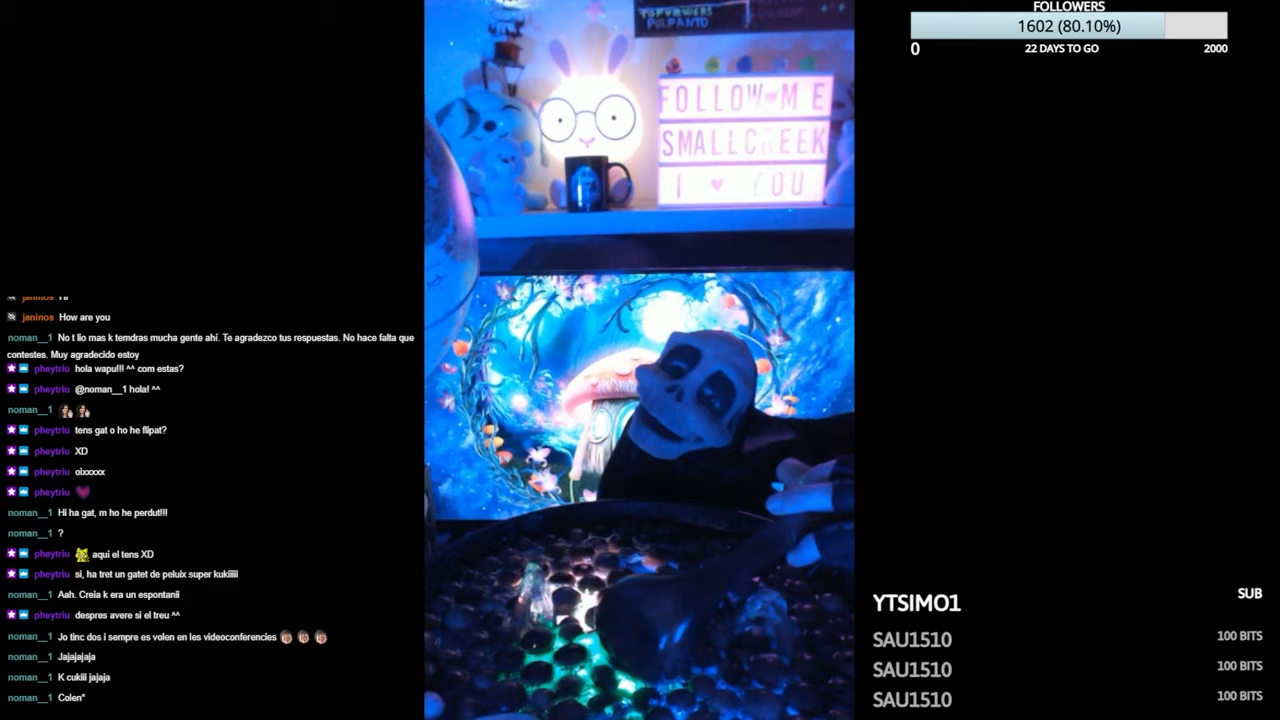 janinos Hi
janinos How are you
noman__1 No t lio mas k temdras mucha gente ahí. Te agradezco tus respuestas. No hace falta que
contestes. Muy agradecido estoy
pheytriu hola wapu!!! ^^ com estas?
pheytriu @noman__1 hola! ^^
noman__1
pheytriu tens gat o ho he flipat?
pheytriu XD
pheytriu oixxxxx
pheytriu
noman__1 Hi ha gat, m ho he perdut!!!
noman__1 ?
pheytriu aqui el tens XD
pheytriu si, ha tret un gatet de peluix super kukiiiii
noman__1 Aah. Creia k era un espontanii
pheytriu despres avere si el treu ^^
noman__1 Jo tinc dos i sempre es volen en les videoconferencies
noman__1 Jajajajaja
noman__1 K cukiii jajaja
noman__1 Colen*
TOPVIEWERS
PULPANTO
FOLLOW♥ME
SMALLCREEK
I ♥ YOU
FOLLOWERS
1602 (80.10%)
0 22 DAYS TO GO 2000
YTSIMO1 SUB
SAU1510 100 BITS
SAU1510 100 BITS
SAU1510 100 BITS